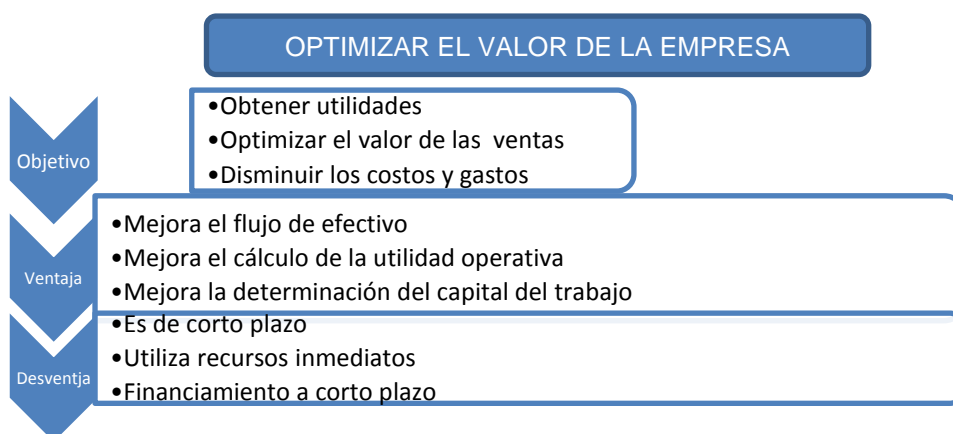 OPTIMIZAR EL VALOR DE LA EMPRESA
Objetivo
•Obtener utilidades
•Optimizar el valor de las ventas
•Disminuir los costos y gastos
Ventaja
•Mejora el flujo de efectivo
•Mejora el cálculo de la utilidad operativa
•Mejora la determinación del capital del trabajo
Desventja
•Es de corto plazo
•Utiliza recursos inmediatos
•Financiamiento a corto plazo